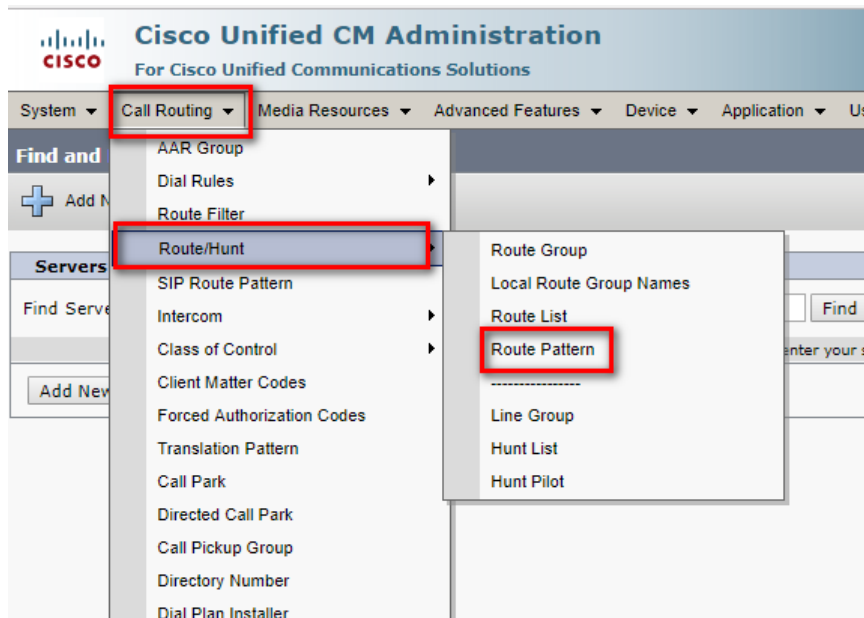 Cisco Unified CM Administration
CISCO
For Cisco Unified Communications Solutions
System Call Routing Media Resources Advanced Features Device Application
Find and
Add
AAR Group
Dial Rules
Route Filter
Route/Hunt
SIP Route Pattern
Intercom
Class of Control
Client Matter Codes
Forced Authorization Codes
Translation Pattern
Call Park
Directed Call Park
Call Pickup Group
Directory Number
Dial Plan Installer
Route Group
Local Route Group Names
Route List
Route Pattern
----------------
Line Group
Hunt List
Hunt Pilot
Servers
Find
Find
enter your
Add New